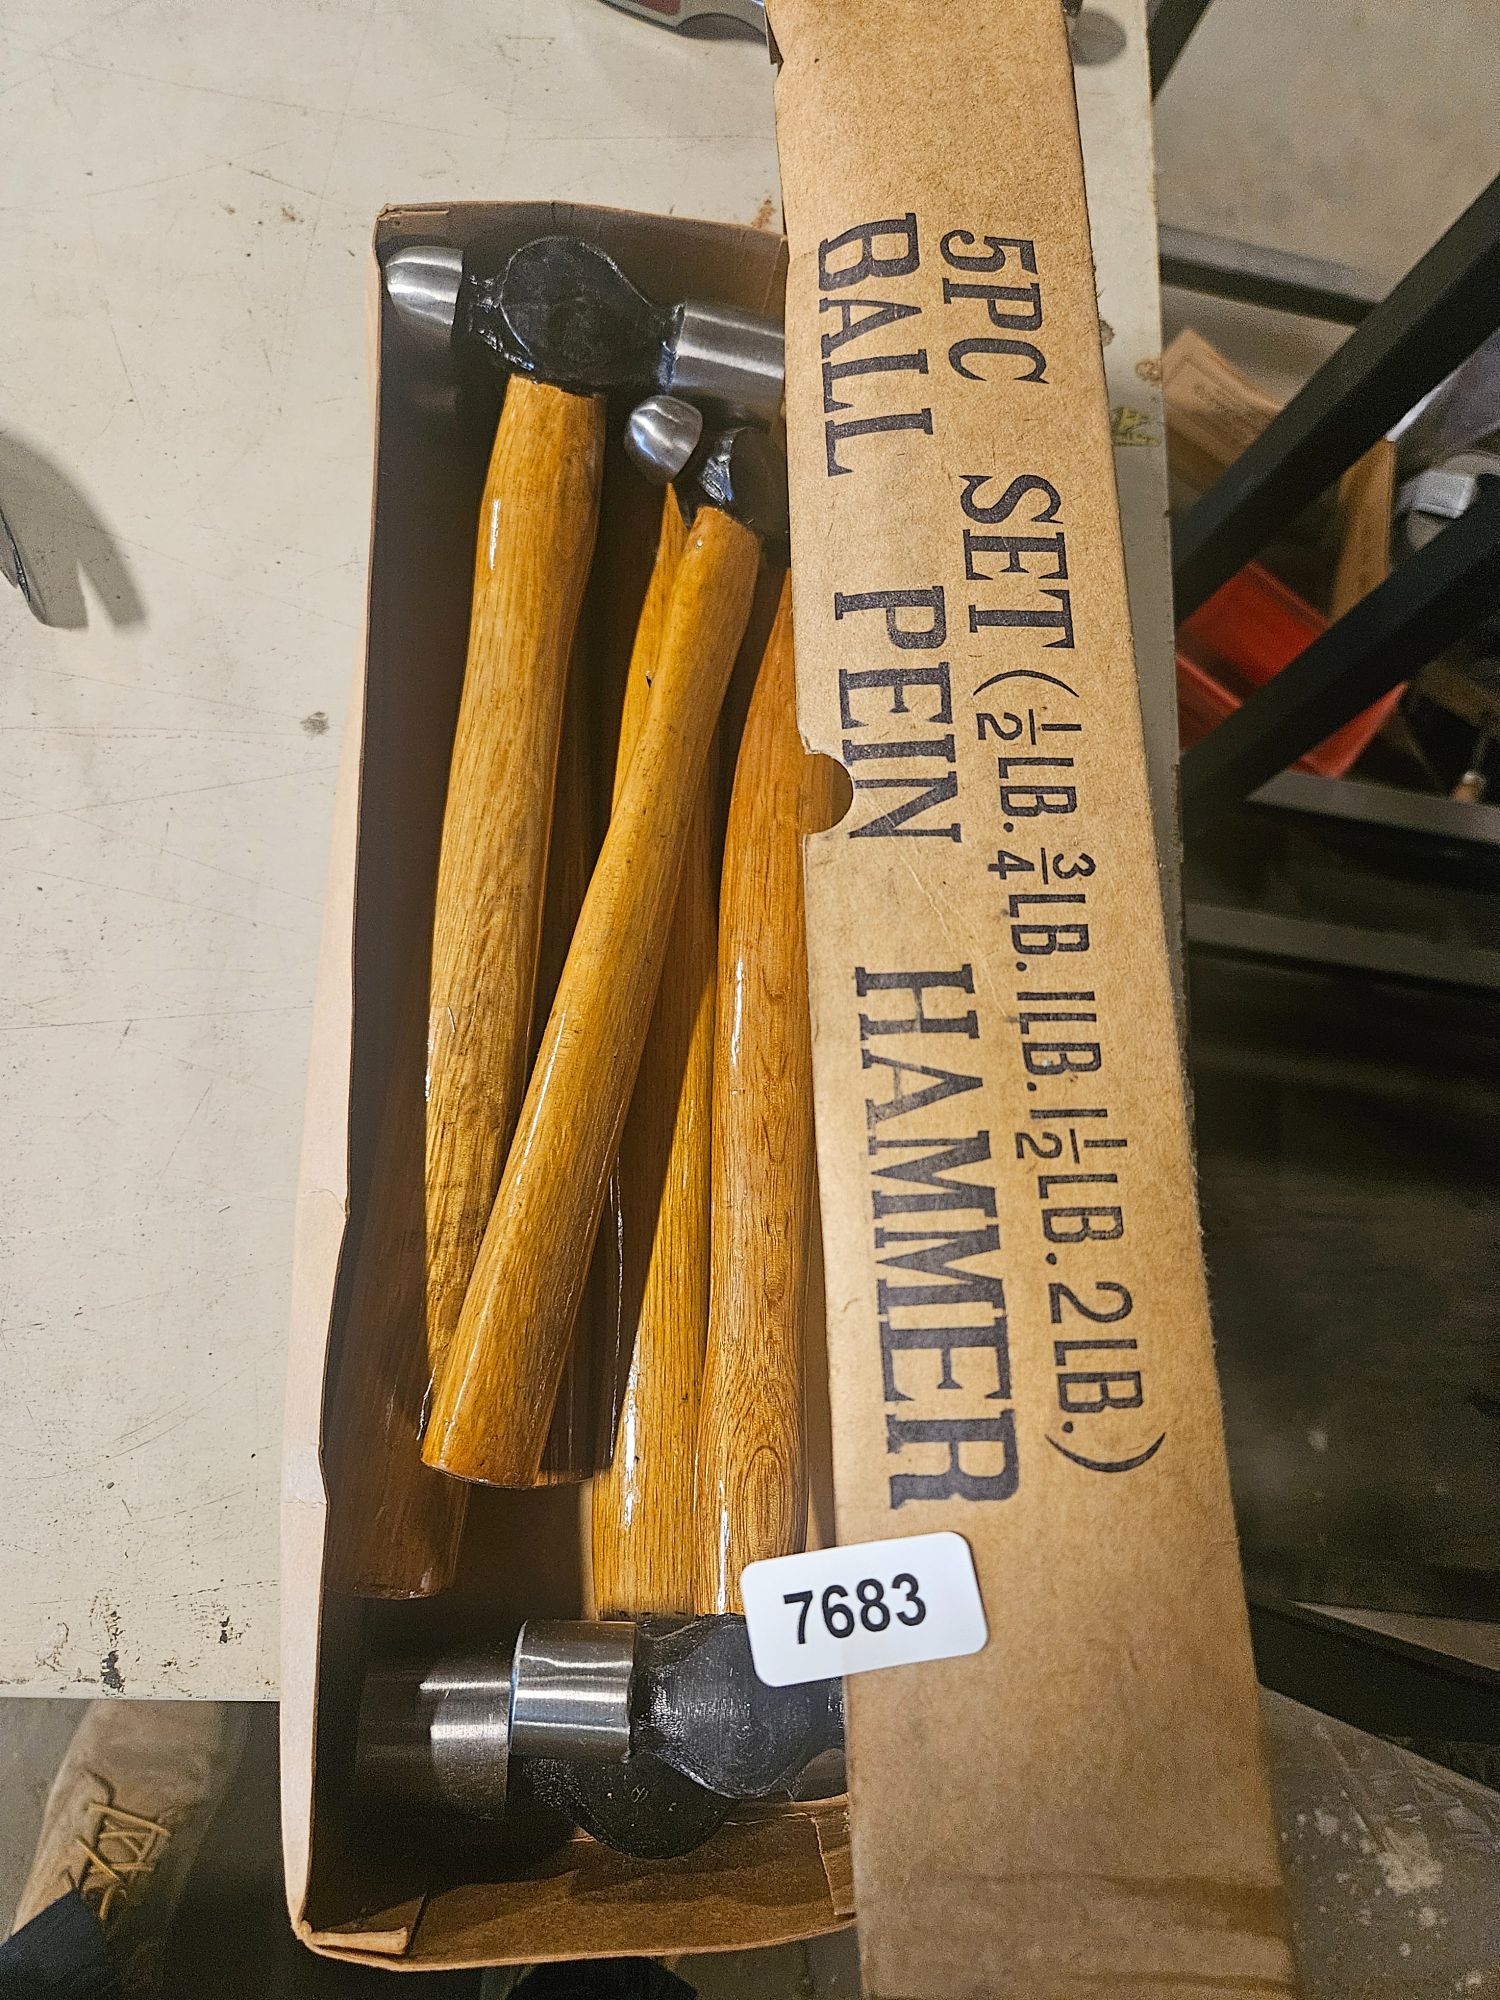 5PC SET (1/2LB. 3/4LB. 1LB. 1 1/2LB. 2LB.)
BALL PEIN HAMMER
7683